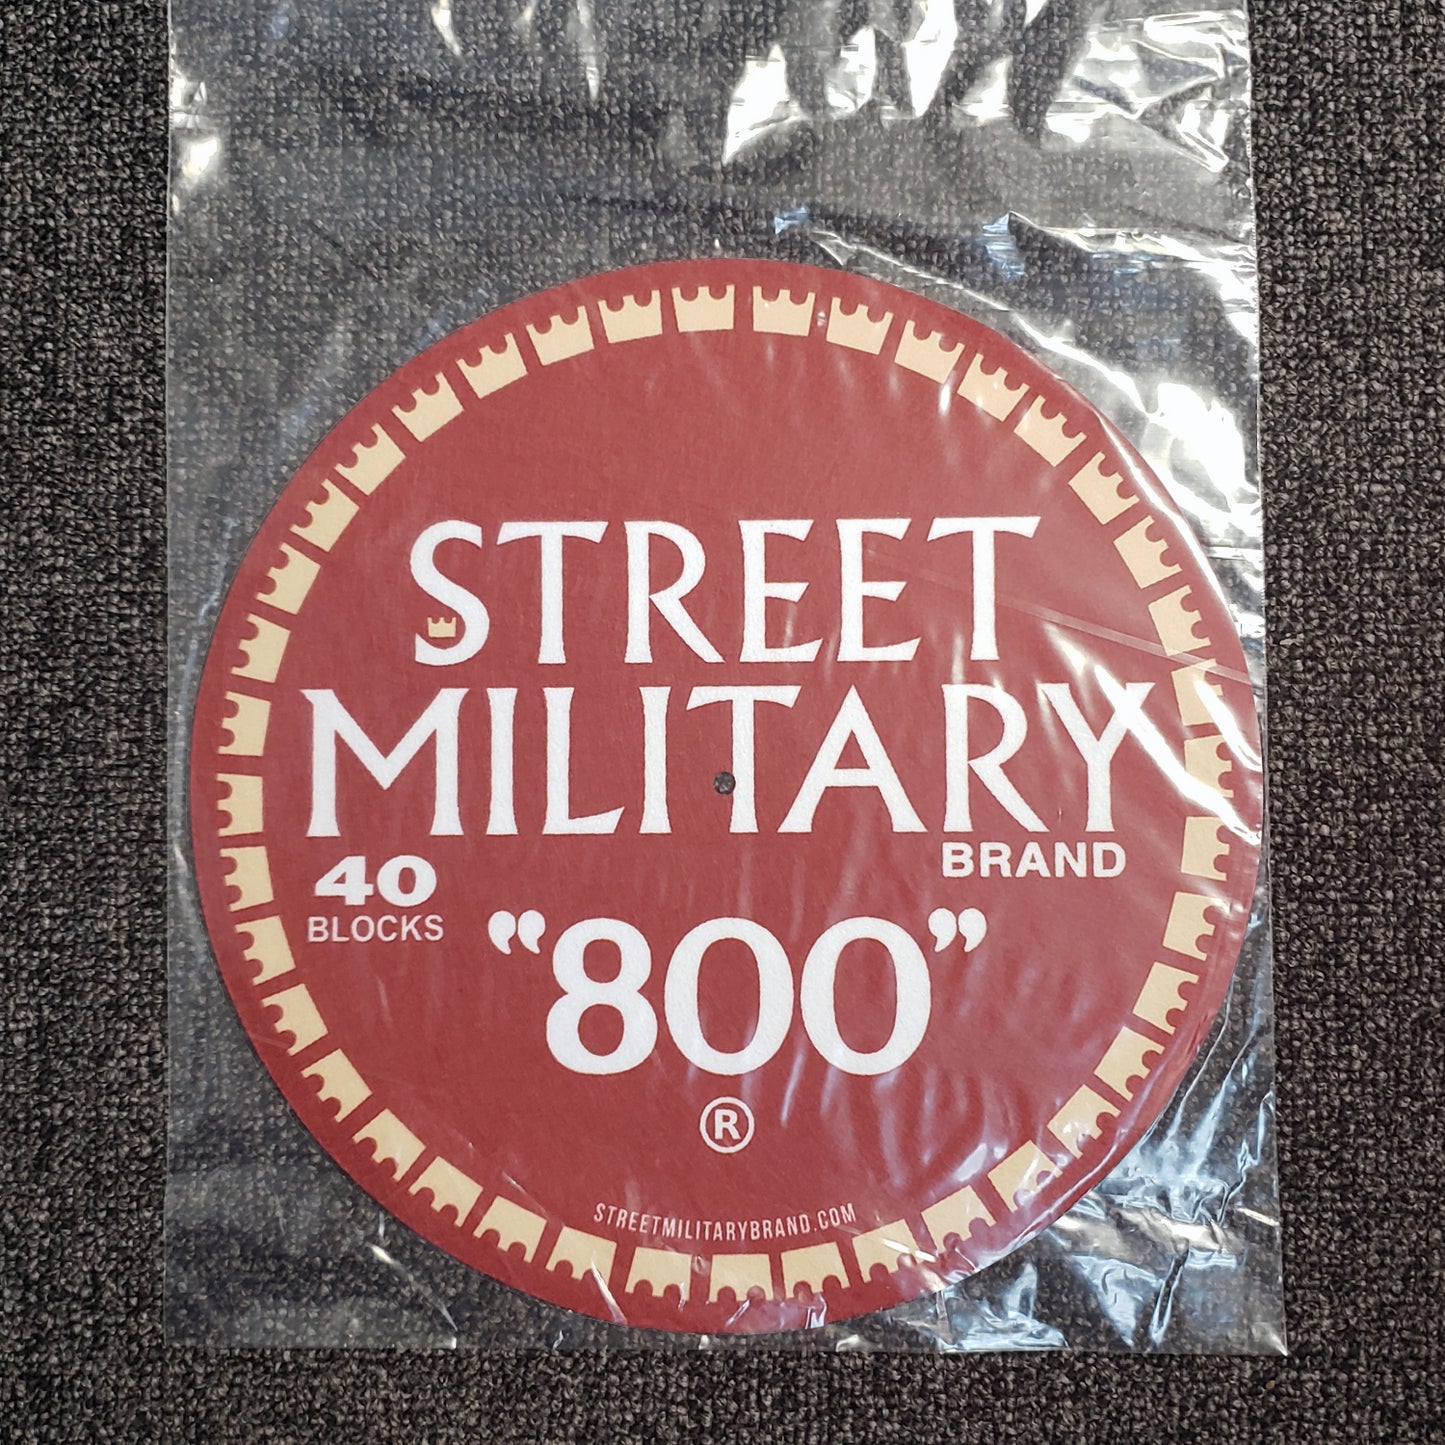 STREET
MILITARY
BRAND
40
BLOCKS
"800"
®
STREETMILITARYBRAND.COM